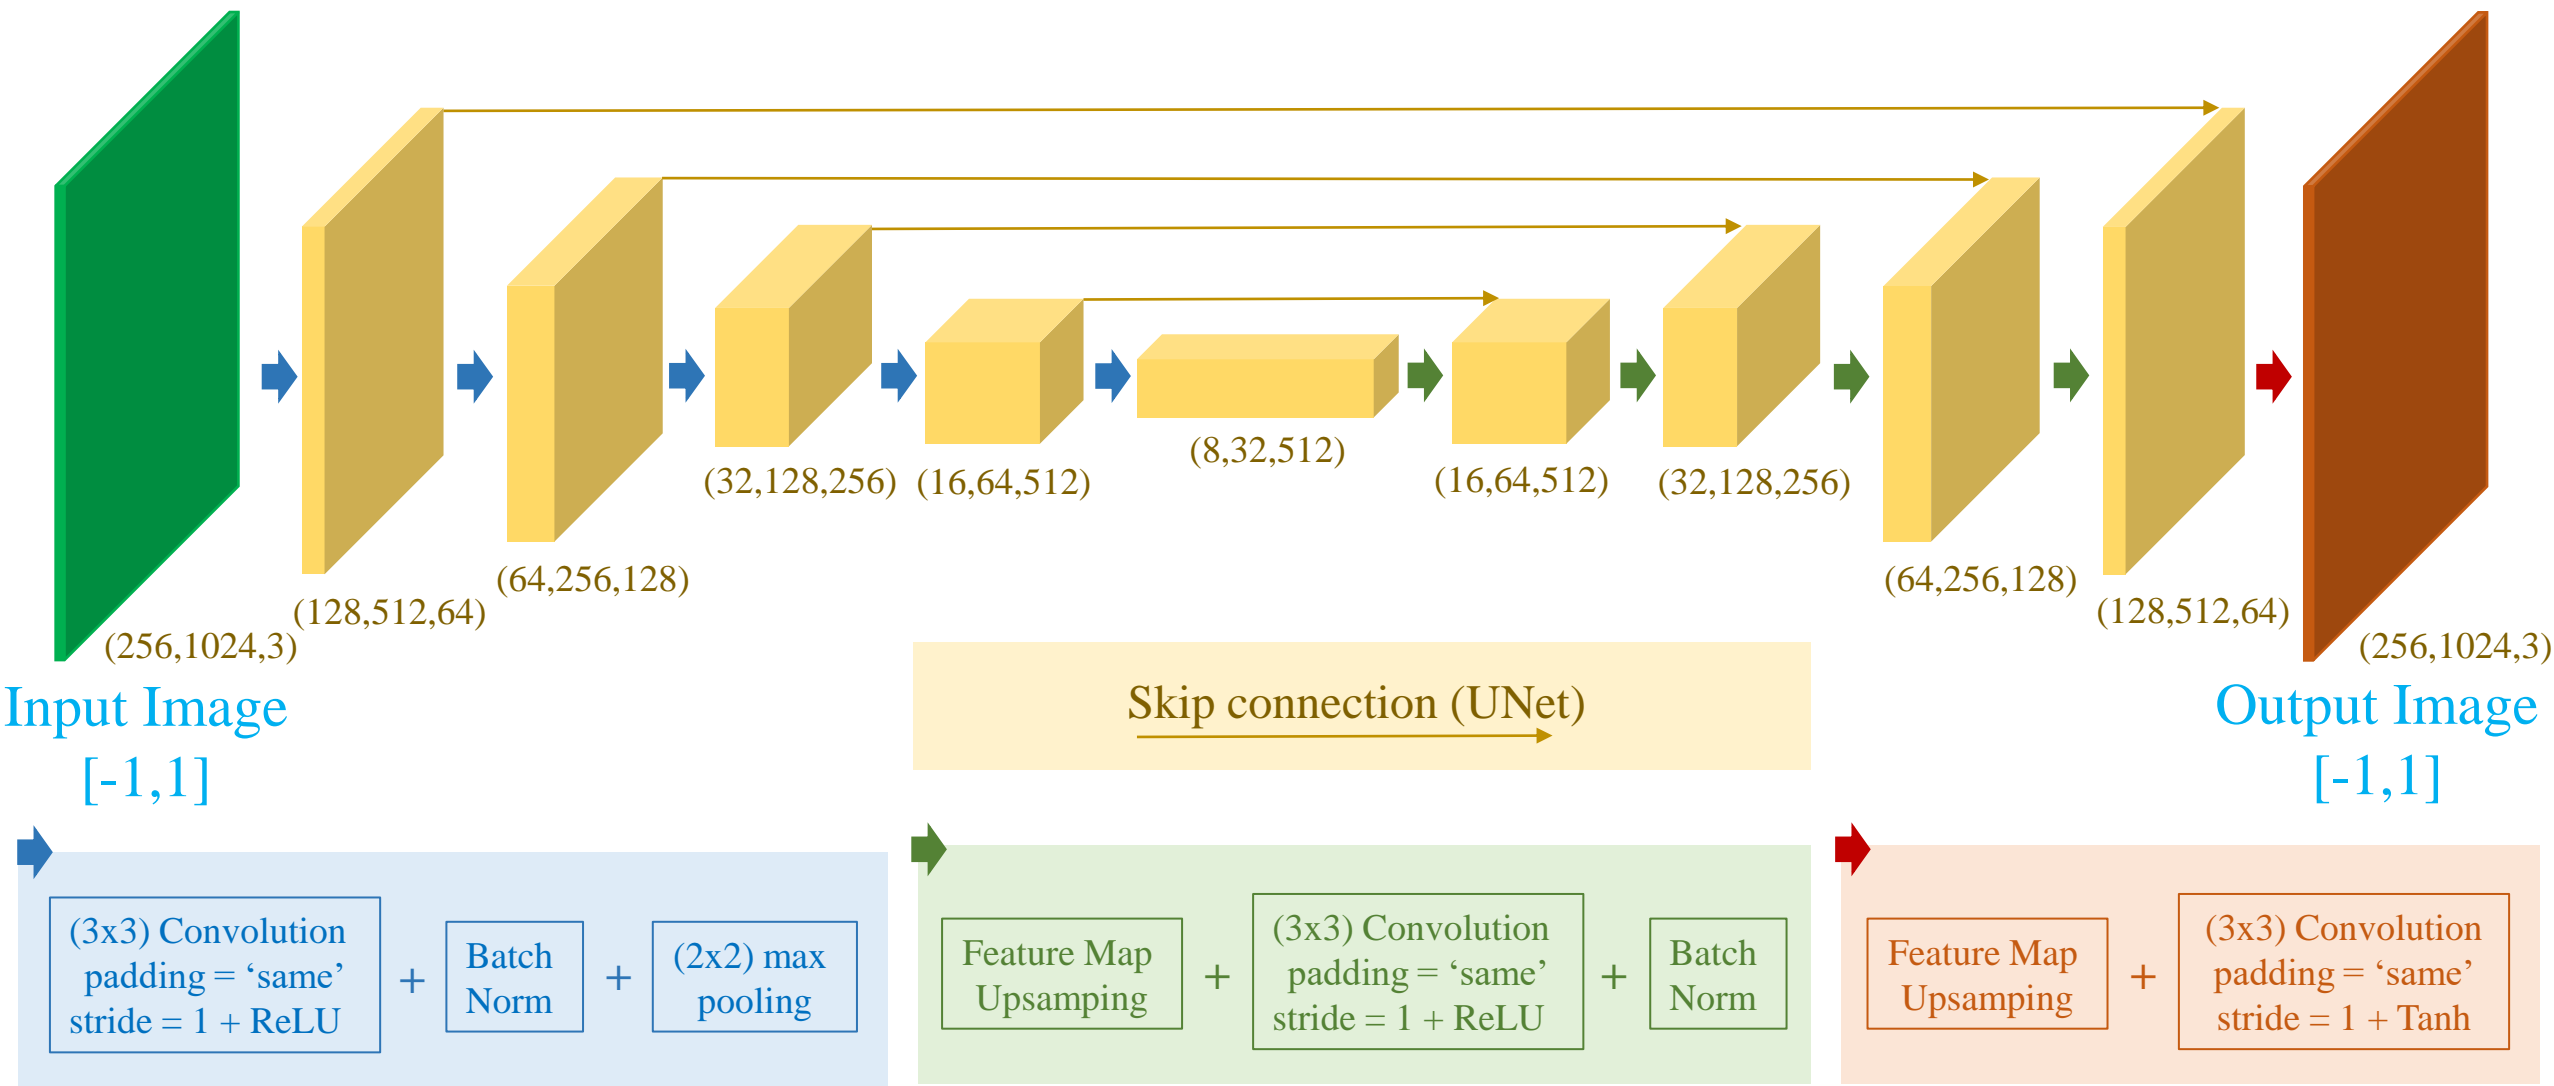 (256,1024,3)
(128,512,64)
(64,256,128)
(32,128,256)
(16,64,512)
(8,32,512)
(16,64,512)
(32,128,256)
(64,256,128)
(128,512,64)
(256,1024,3)
Input Image
[-1,1]
Skip connection (UNet)
Output Image
[-1,1]
(3x3) Convolution
padding = ‘same’
stride = 1 + ReLU
+
Batch
Norm
+
(2x2) max
pooling
Feature Map
Upsamping
+
(3x3) Convolution
padding = ‘same’
stride = 1 + ReLU
+
Batch
Norm
Feature Map
Upsamping
+
(3x3) Convolution
padding = ‘same’
stride = 1 + Tanh